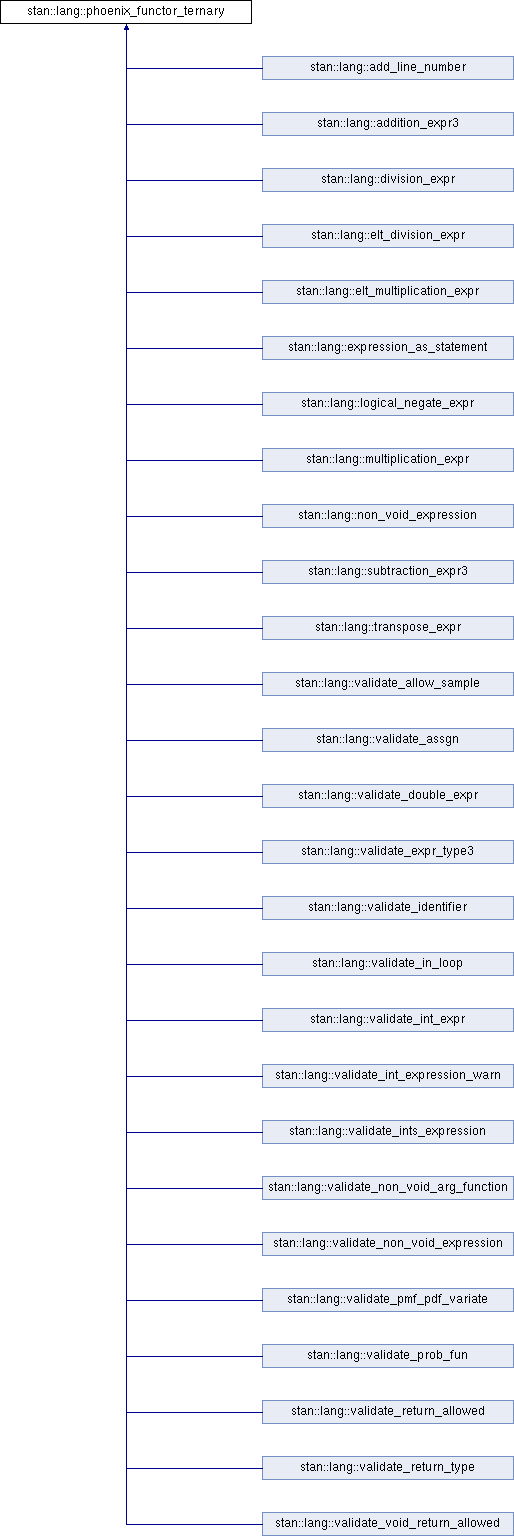 stan::lang::phoenix_functor_ternary
stan::lang::add_line_number
stan::lang::addition_expr3
stan::lang::division_expr
stan::lang::elt_division_expr
stan::lang::elt_multiplication_expr
stan::lang::expression_as_statement
stan::lang::logical_negate_expr
stan::lang::multiplication_expr
stan::lang::non_void_expression
stan::lang::subtraction_expr3
stan::lang::transpose_expr
stan::lang::validate_allow_sample
stan::lang::validate_assgn
stan::lang::validate_double_expr
stan::lang::validate_expr_type3
stan::lang::validate_identifier
stan::lang::validate_in_loop
stan::lang::validate_int_expr
stan::lang::validate_int_expression_warn
stan::lang::validate_ints_expression
stan::lang::validate_non_void_arg_function
stan::lang::validate_non_void_expression
stan::lang::validate_pmf_pdf_variate
stan::lang::validate_prob_fun
stan::lang::validate_return_allowed
stan::lang::validate_return_type
stan::lang::validate_void_return_allowed